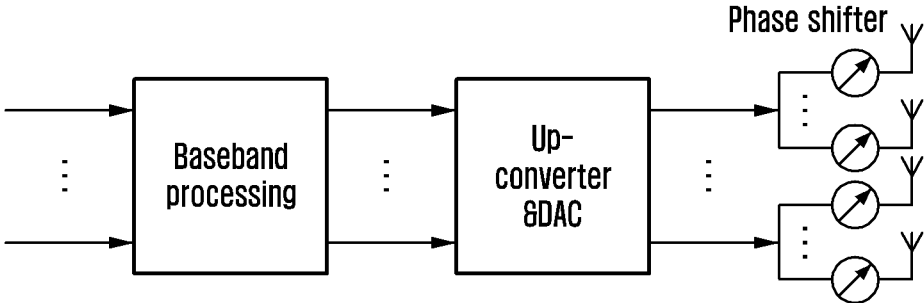 Phase shifter
Baseband
processing
Up-
converter
&DAC